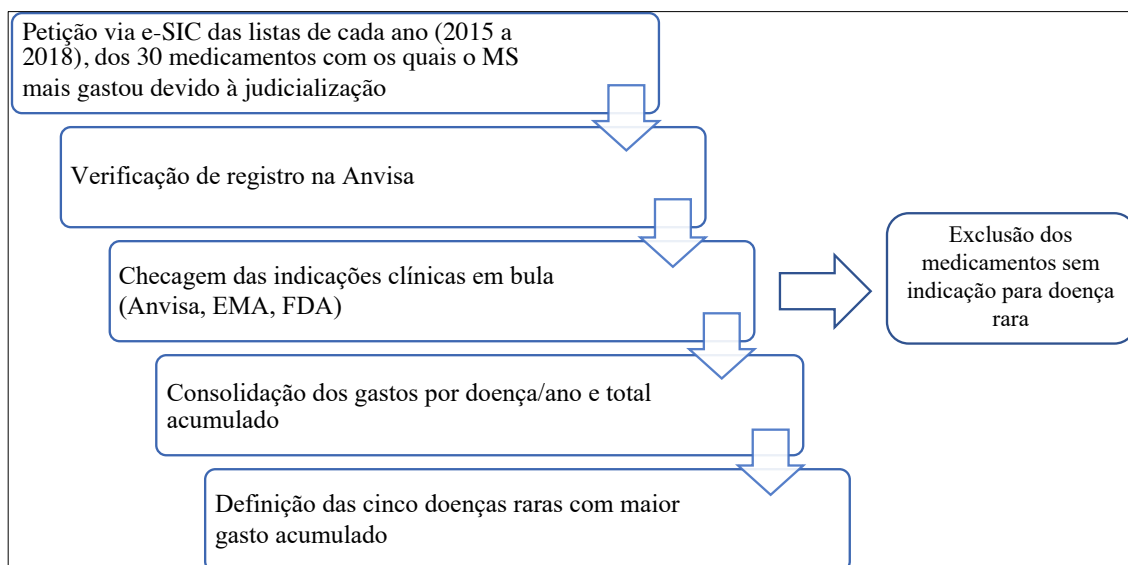 Petição via e-SIC das listas de cada ano (2015 a
2018), dos 30 medicamentos com os quais o MS
mais gastou devido à judicialização
Verificação de registro na Anvisa
Checagem das indicações clínicas em bula
(Anvisa, EMA, FDA)
Exclusão dos
medicamentos sem
indicação para doença
rara
Consolidação dos gastos por doença/ano e total
acumulado
Definição das cinco doenças raras com maior
gasto acumulado